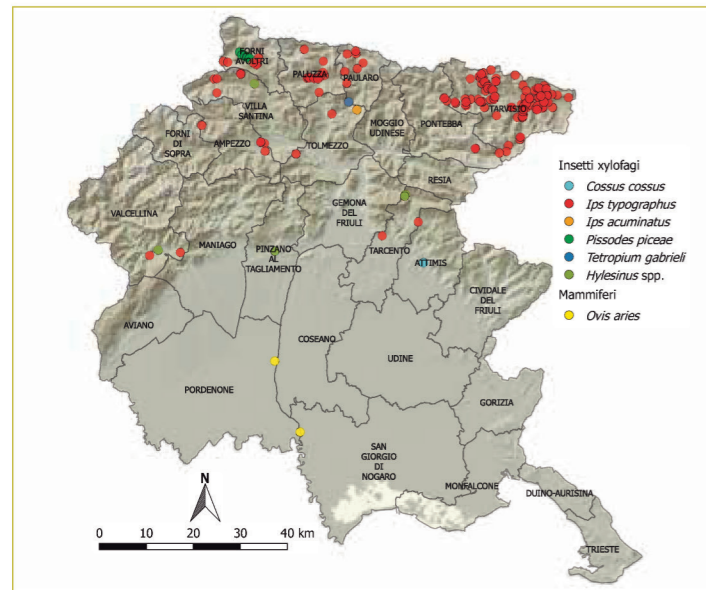 FORNI
AVOLTRI
PALUZZA
PAULARO
TARVISIO
VILLA
SANTINA
MOGGIO
UDINESE
PONTEBBA
FORNI
DI
SOPRA
AMPEZZO
TOLMEZZO
RESIA
VALCELLINA
GEMONA
DEL
FRIULI
MANIAGO
PINZANO
AL
TAGLIAMENTO
TARCENTO
ATTIMIS
CIVIDALE
DEL
FRIULI
AVIANO
COSEANO
UDINE
PORDENONE
GORIZIA
SAN
GIORGIO
DI
NOGARO
MONFALCONE
DUINO-AURISINA
TRIESTE
Insetti xylofagi
Cossus cossus
Ips typographus
Ips acuminatus
Pissodes piceae
Tetropium gabrieli
Hylesinus spp.
Mammiferi
Ovis aries
N
0 10 20 30 40 km